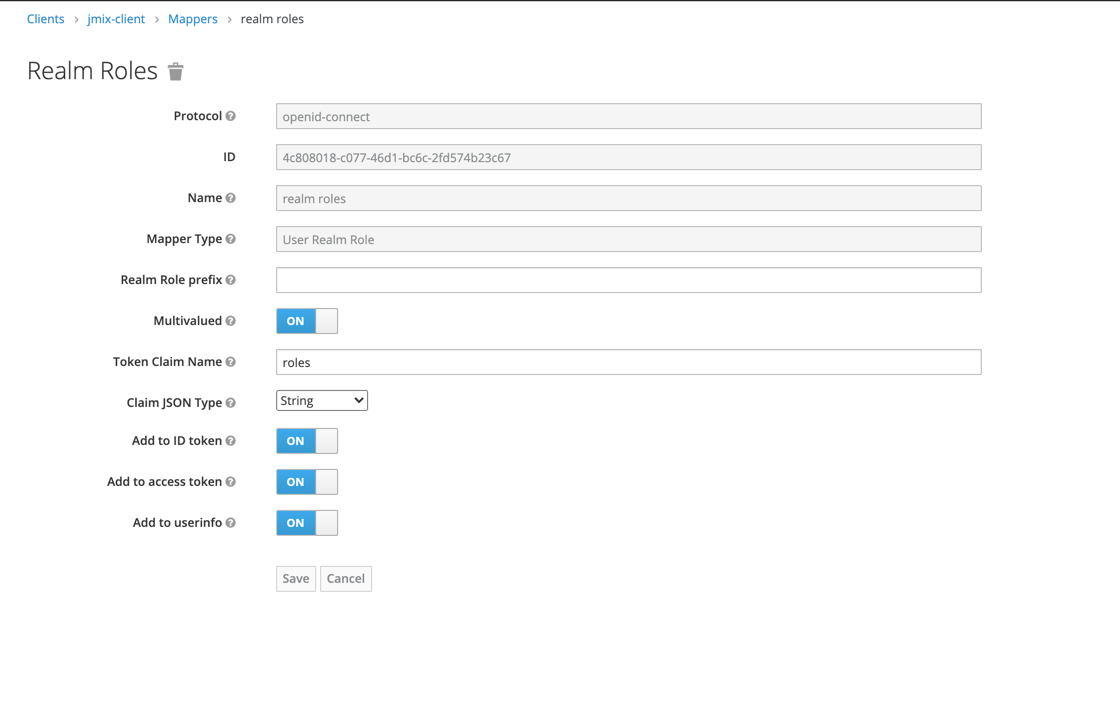 Clients > jmix-client > Mappers > realm roles
Realm Roles
Protocol openid-connect
ID 4c808018-c077-46d1-bc6c-2fd574b23c67
Name realm roles
Mapper Type User Realm Role
Realm Role prefix
Multivalued ON
Token Claim Name roles
Claim JSON Type String
Add to ID token ON
Add to access token ON
Add to userinfo ON
Save Cancel